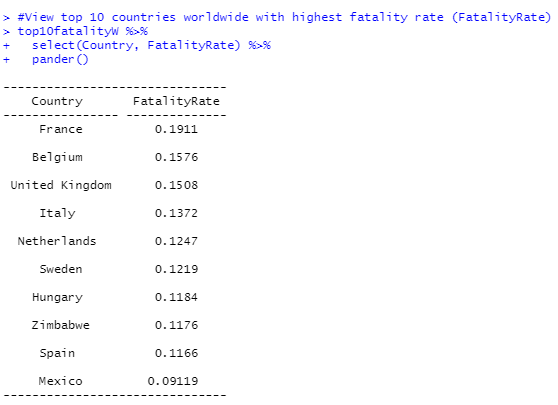 > #View top 10 countries worldwide with highest fatality rate (FatalityRate)
> top10fatalityW %>%
+   select(Country, FatalityRate) %>%
+   pander()
-------------------------------
    Country       FatalityRate
---------------- --------------
     France          0.1911
    Belgium          0.1576
 United Kingdom      0.1508
     Italy           0.1372
  Netherlands        0.1247
     Sweden          0.1219
    Hungary          0.1184
    Zimbabwe         0.1176
     Spain           0.1166
     Mexico         0.09119
-------------------------------